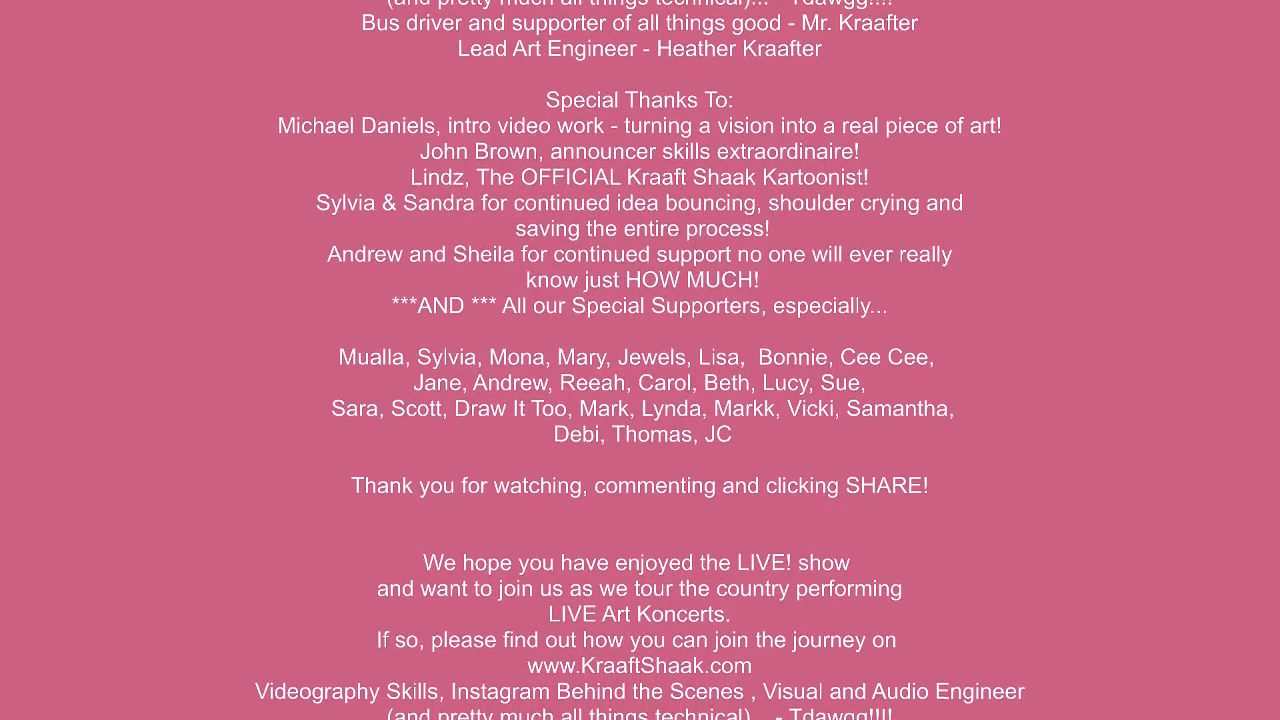 (and pretty much all things technical)... - Tdawgg!!!!
Bus driver and supporter of all things good - Mr. Kraafter
Lead Art Engineer - Heather Kraafter
Special Thanks To:
Michael Daniels, intro video work - turning a vision into a real piece of art!
John Brown, announcer skills extraordinaire!
Lindz, The OFFICIAL Kraaft Shaak Kartoonist!
Sylvia & Sandra for continued idea bouncing, shoulder crying and
saving the entire process!
Andrew and Sheila for continued support no one will ever really
know just HOW MUCH!
***AND *** All our Special Supporters, especially...
Mualla, Sylvia, Mona, Mary, Jewels, Lisa,  Bonnie, Cee Cee,
Jane, Andrew, Reeah, Carol, Beth, Lucy, Sue,
Sara, Scott, Draw It Too, Mark, Lynda, Markk, Vicki, Samantha,
Debi, Thomas, JC
Thank you for watching, commenting and clicking SHARE!
We hope you have enjoyed the LIVE! show
and want to join us as we tour the country performing
LIVE Art Koncerts.
If so, please find out how you can join the journey on
www.KraaftShaak.com
Videography Skills, Instagram Behind the Scenes , Visual and Audio Engineer
(and pretty much all things technical)... - Tdawgg!!!!